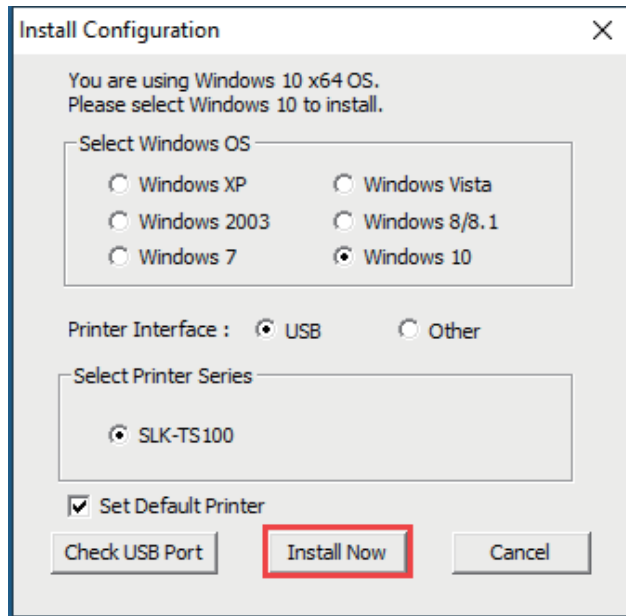 Install Configuration
You are using Windows 10 x64 OS.
Please select Windows 10 to install.
Select Windows OS
Windows XP Windows Vista
Windows 2003 Windows 8/8.1
Windows 7 Windows 10
Printer Interface : USB Other
Select Printer Series
SLK-TS100
Set Default Printer
Check USB Port Install Now Cancel